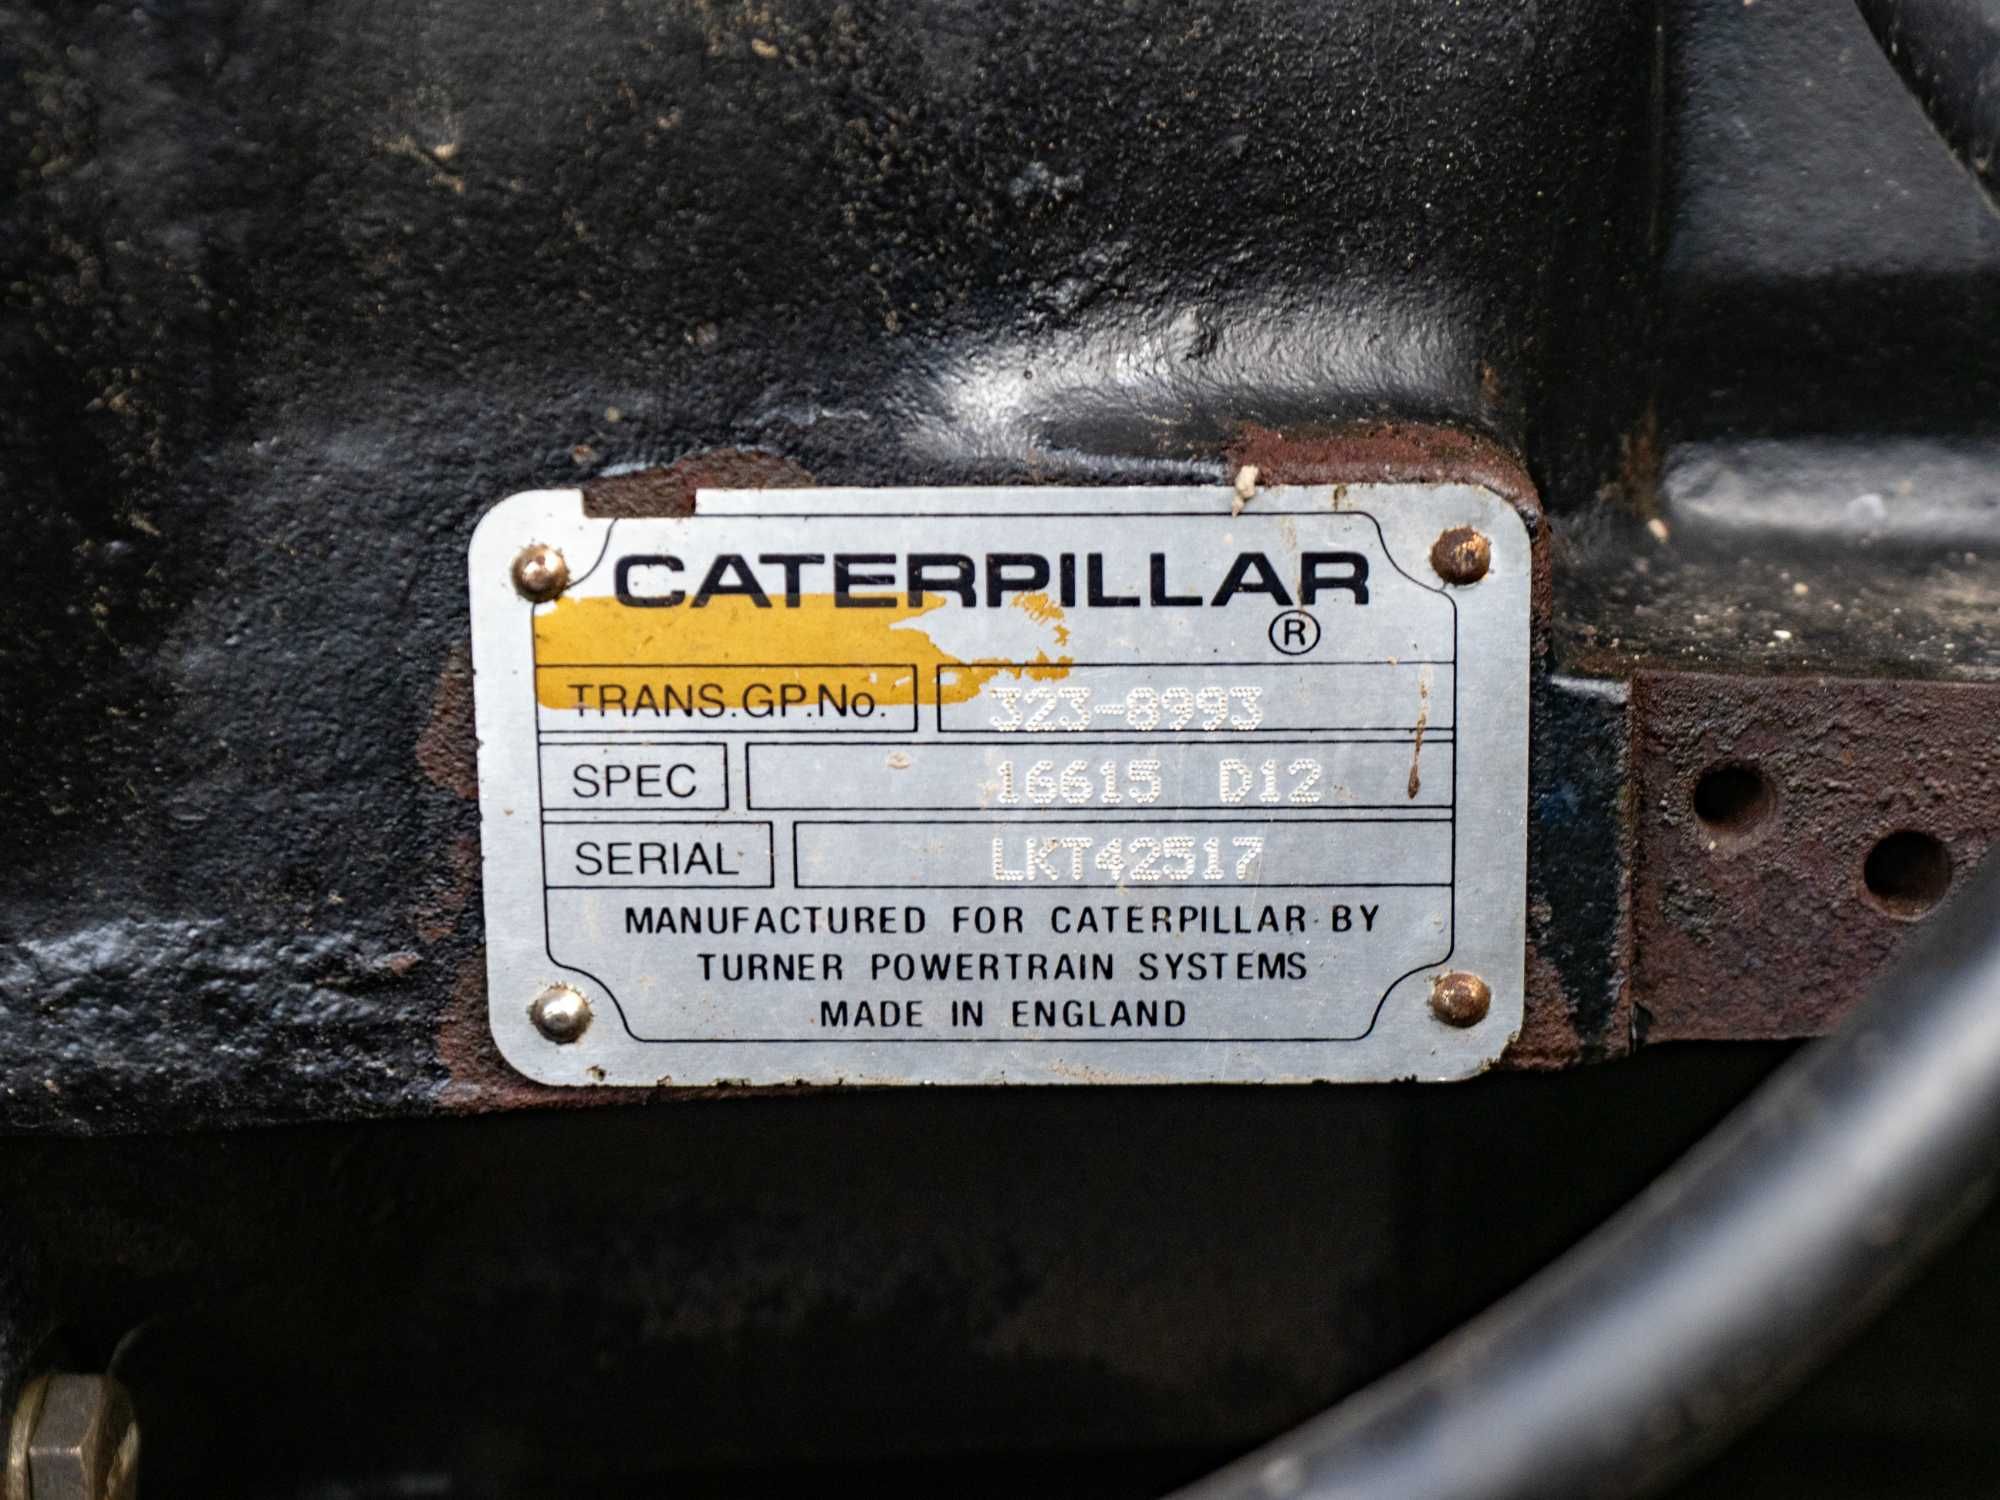 CATERPILLAR
®
TRANS.GP.No. 323-8993
SPEC 16615 D12
SERIAL LKT42517
MANUFACTURED FOR CATERPILLAR BY
TURNER POWERTRAIN SYSTEMS
MADE IN ENGLAND